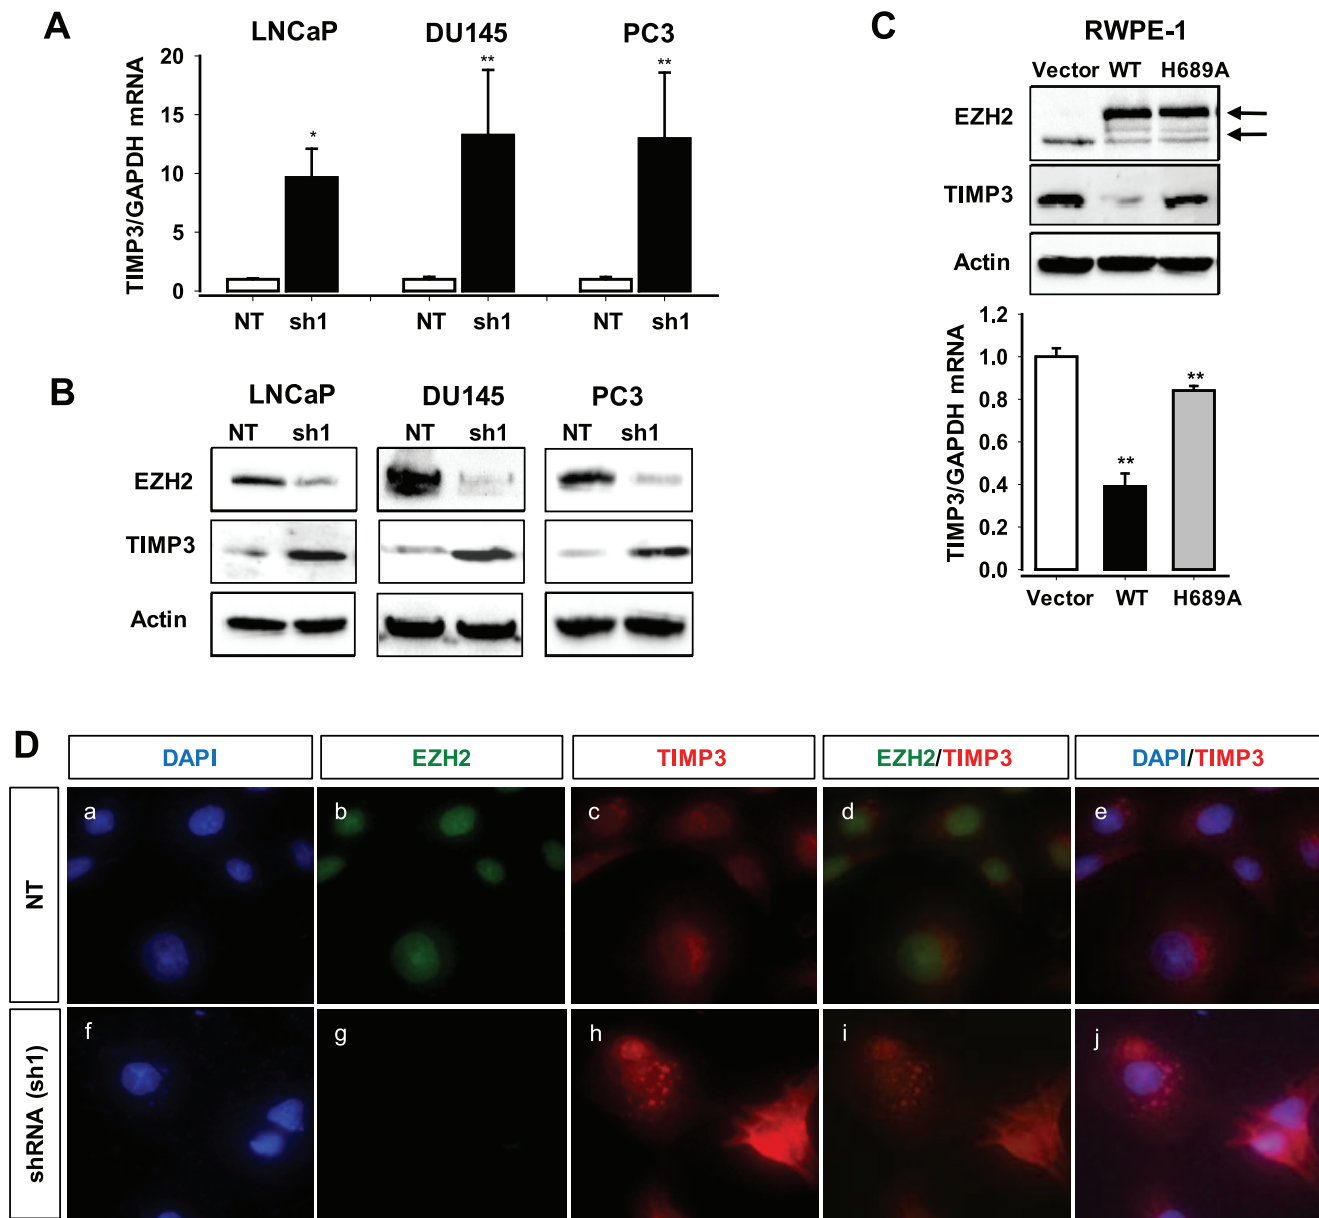 A
LNCaP DU145 PC3
TIMP3/GAPDH mRNA
20
15
10
5
0
* ** **
NT sh1 NT sh1 NT sh1
B
LNCaP DU145 PC3
NT sh1 NT sh1 NT sh1
EZH2
TIMP3
Actin
C
RWPE-1
Vector WT H689A
EZH2
TIMP3
Actin
TIMP3/GAPDH mRNA
1.2
1.0
0.8
0.6
0.4
0.2
0.0
** **
Vector WT H689A
D
DAPI EZH2 TIMP3 EZH2/TIMP3 DAPI/TIMP3
NT
a b c d e
shRNA (sh1)
f g h i j